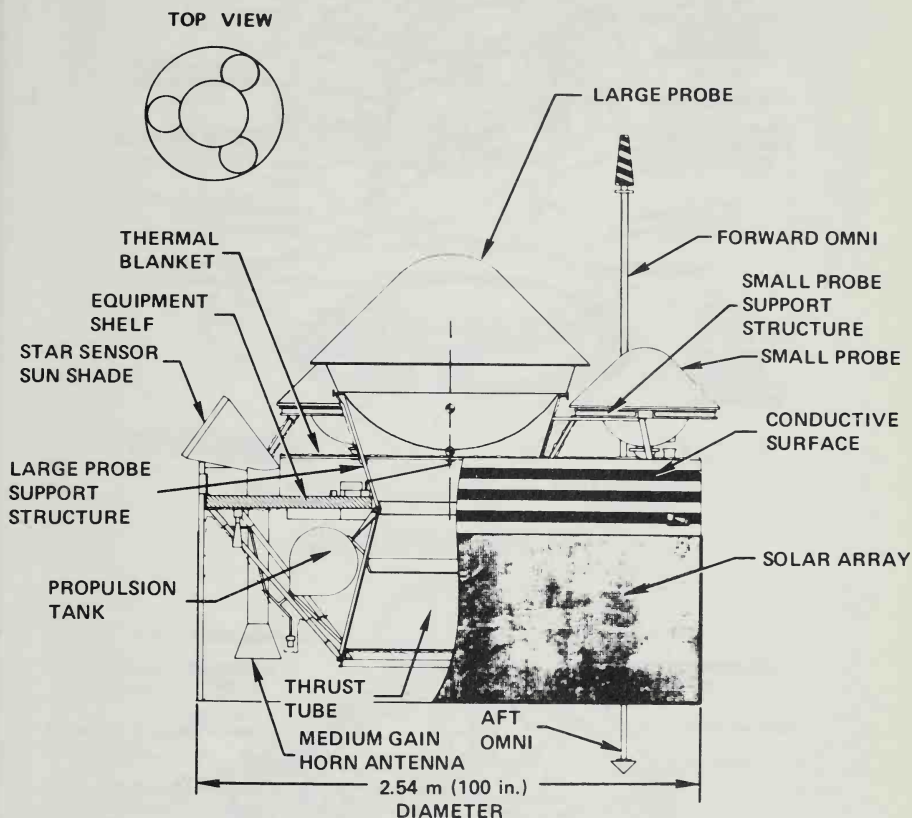 TOP VIEW
LARGE PROBE
THERMAL
BLANKET
FORWARD OMNI
EQUIPMENT
SHELF
SMALL PROBE
SUPPORT
STRUCTURE
STAR SENSOR
SUN SHADE
SMALL PROBE
CONDUCTIVE
SURFACE
LARGE PROBE
SUPPORT
STRUCTURE
SOLAR ARRAY
PROPULSION
TANK
THRUST
TUBE
AFT
OMNI
MEDIUM GAIN
HORN ANTENNA
2.54 m (100 in.)
DIAMETER